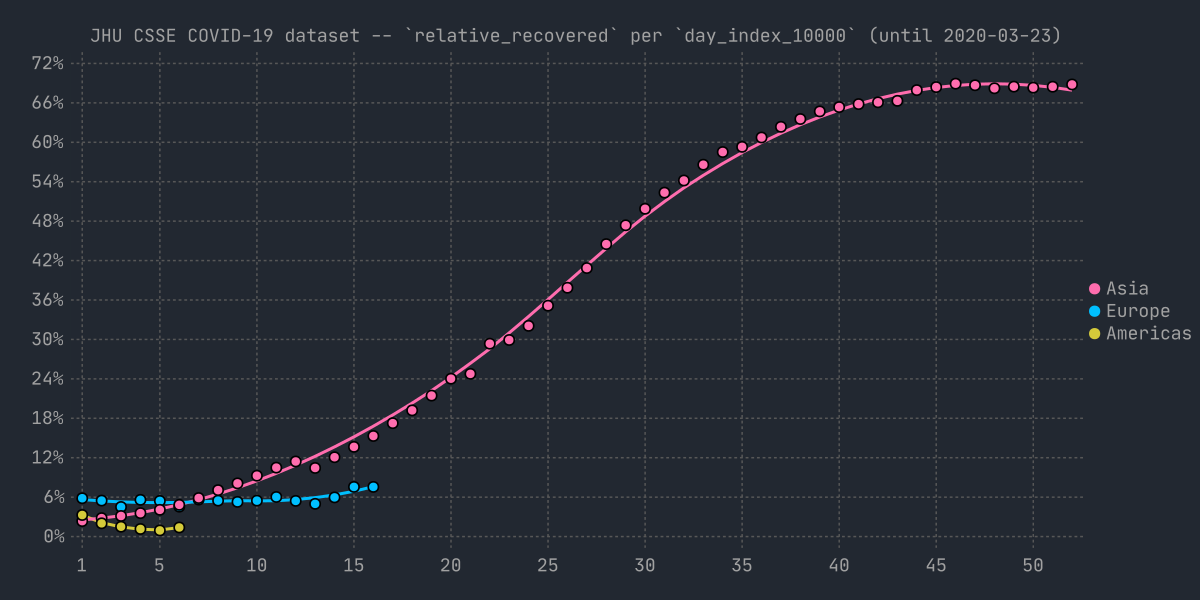 JHU CSSE COVID-19 dataset -- `relative_recovered` per `day_index_10000` (until 2020-03-23)
72%
66%
60%
54%
48%
42%
36%
30%
24%
18%
12%
6%
0%
1 5 10 15 20 25 30 35 40 45 50
Asia
Europe
Americas